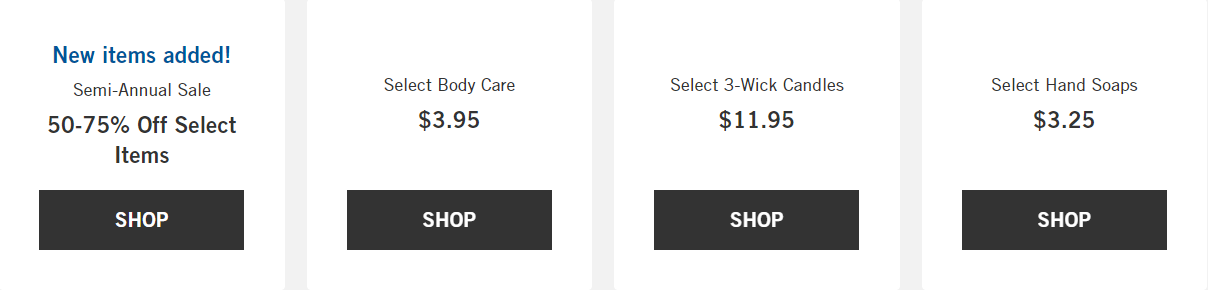 New items added!
Semi-Annual Sale
50-75% Off Select
Items
SHOP
Select Body Care
$3.95
SHOP
Select 3-Wick Candles
$11.95
SHOP
Select Hand Soaps
$3.25
SHOP